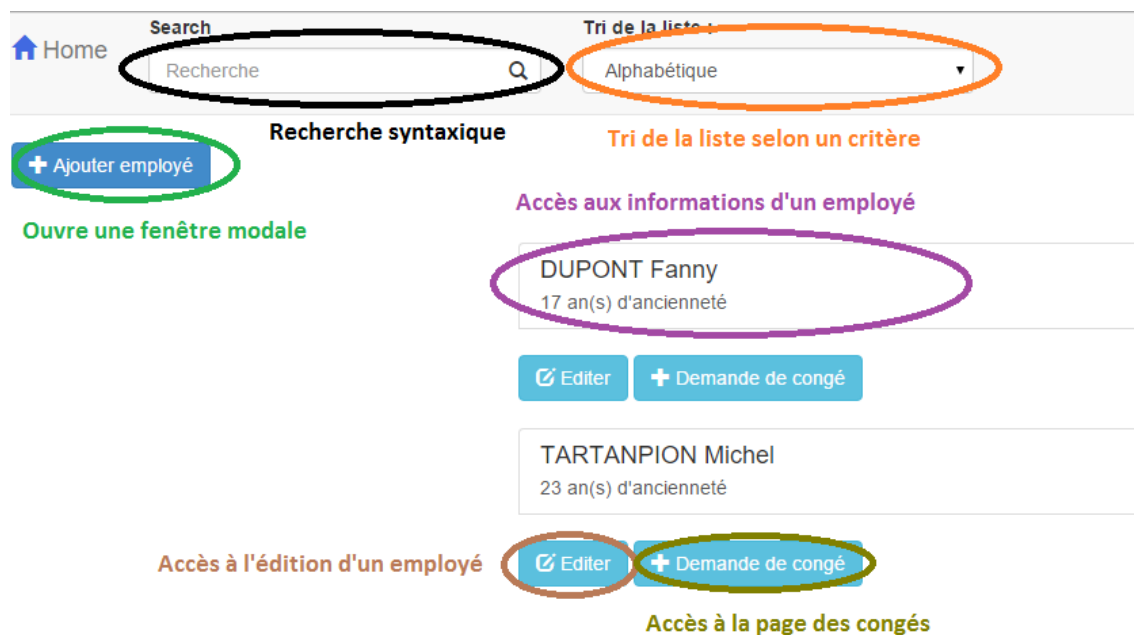 Search
Tri de la liste :
Home
Recherche
Alphabétique
Recherche syntaxique
Tri de la liste selon un critère
Ajouter employé
Accès aux informations d'un employé
Ouvre une fenêtre modale
DUPONT Fanny
17 an(s) d'ancienneté
Editer
Demande de congé
TARTANPION Michel
23 an(s) d'ancienneté
Accès à l'édition d'un employé
Editer
Demande de congé
Accès à la page des congés